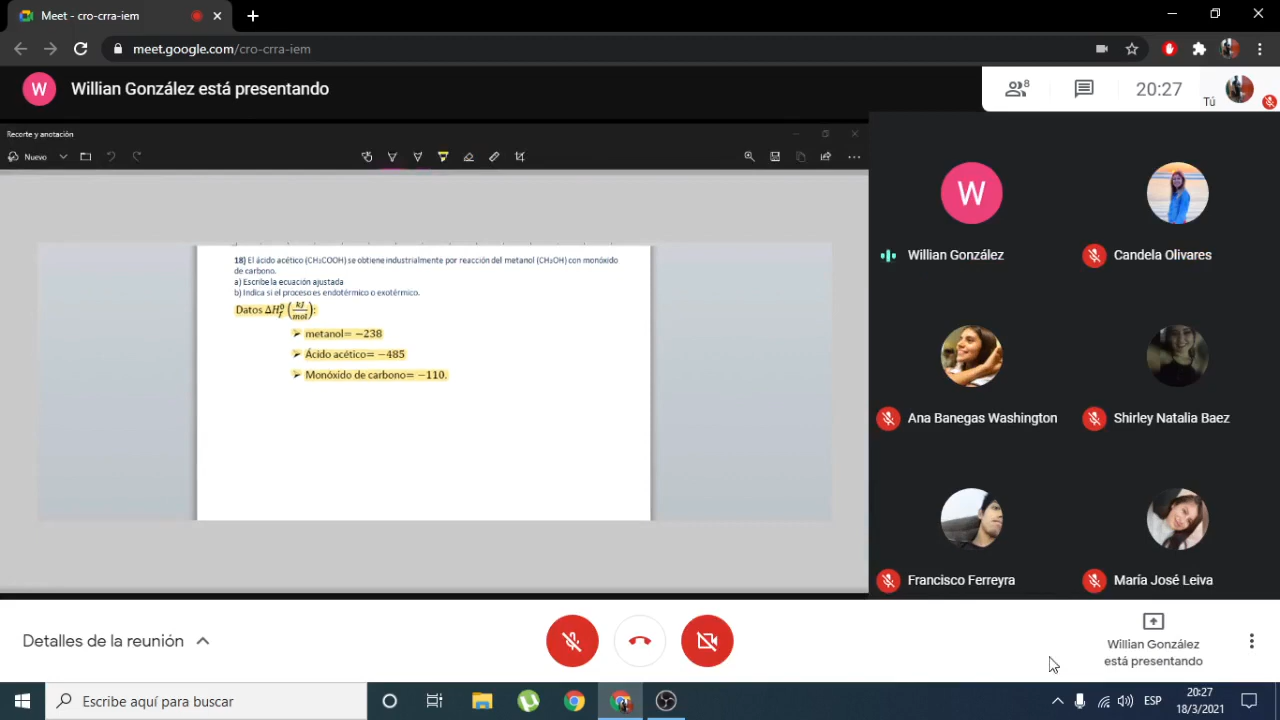 Meet - cro-crra-iem
meet.google.com/cro-crra-iem
W
Willian González está presentando
8
20:27
Tú
Recorte y anotación
Nuevo
18) El ácido acético (CH₃COOH) se obtiene industrialmente por reacción del metanol (CH₃OH) con monóxido
de carbono.
a) Escribe la ecuación ajustada
b) Indica si el proceso es endotérmico o exotérmico.
Datos ΔH⁰f (kJ/mol):
➢ metanol= −238
➢ Ácido acético= −485
➢ Monóxido de carbono= −110.
W
Willian González
Candela Olivares
Ana Banegas Washington
Shirley Natalia Baez
Francisco Ferreyra
María José Leiva
Detalles de la reunión
Willian González
está presentando
Escribe aquí para buscar
ESP
20:27
18/3/2021